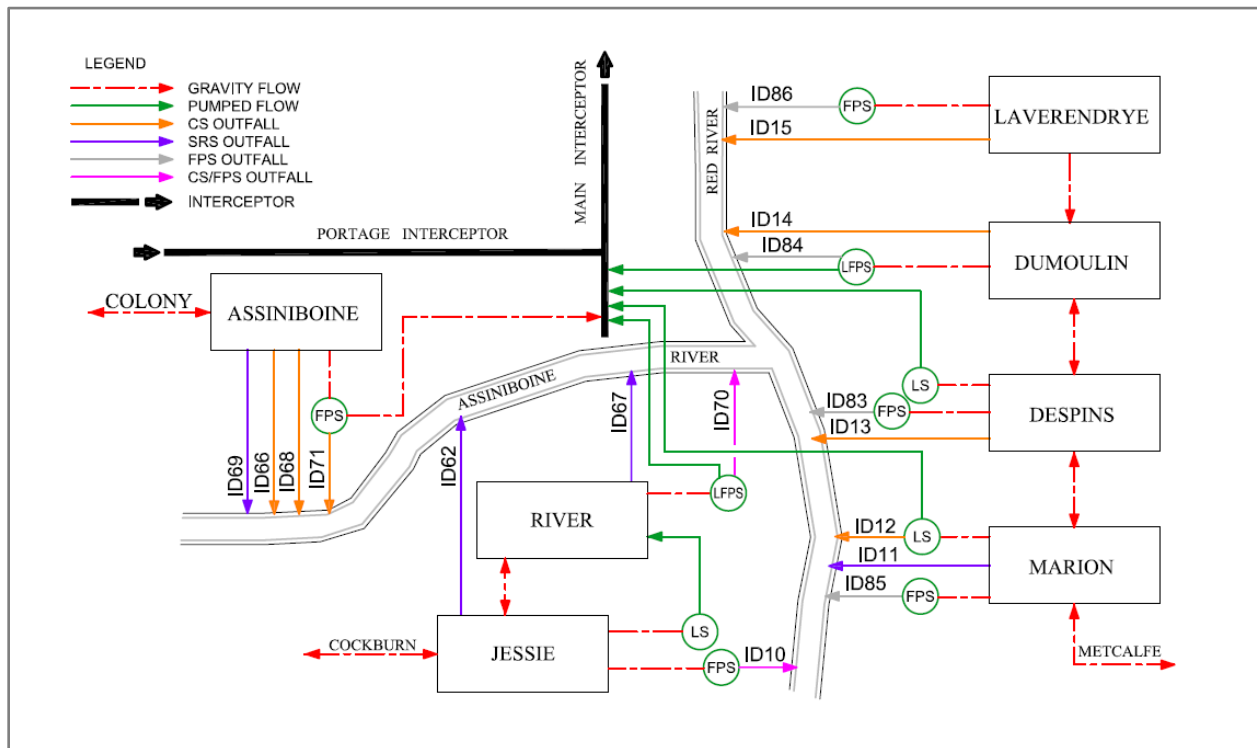 LEGEND
GRAVITY FLOW
PUMPED FLOW
CS OUTFALL
SRS OUTFALL
FPS OUTFALL
CS/FPS OUTFALL
INTERCEPTOR
MAIN INTERCEPTOR
PORTAGE INTERCEPTOR
RED RIVER
ID86
FPS
LAVERENDRYE
ID15
ID14
ID84
LFPS
DUMOULIN
COLONY
ASSINIBOINE
FPS
ID69
ID66
ID68
ID71
ASSINIBOINE
RIVER
ID62
ID67
ID70
LS
ID83
FPS
DESPINS
ID13
RIVER
LFPS
ID12
LS
ID11
MARION
ID85
FPS
COCKBURN
JESSIE
LS
FPS
ID10
METCALFE